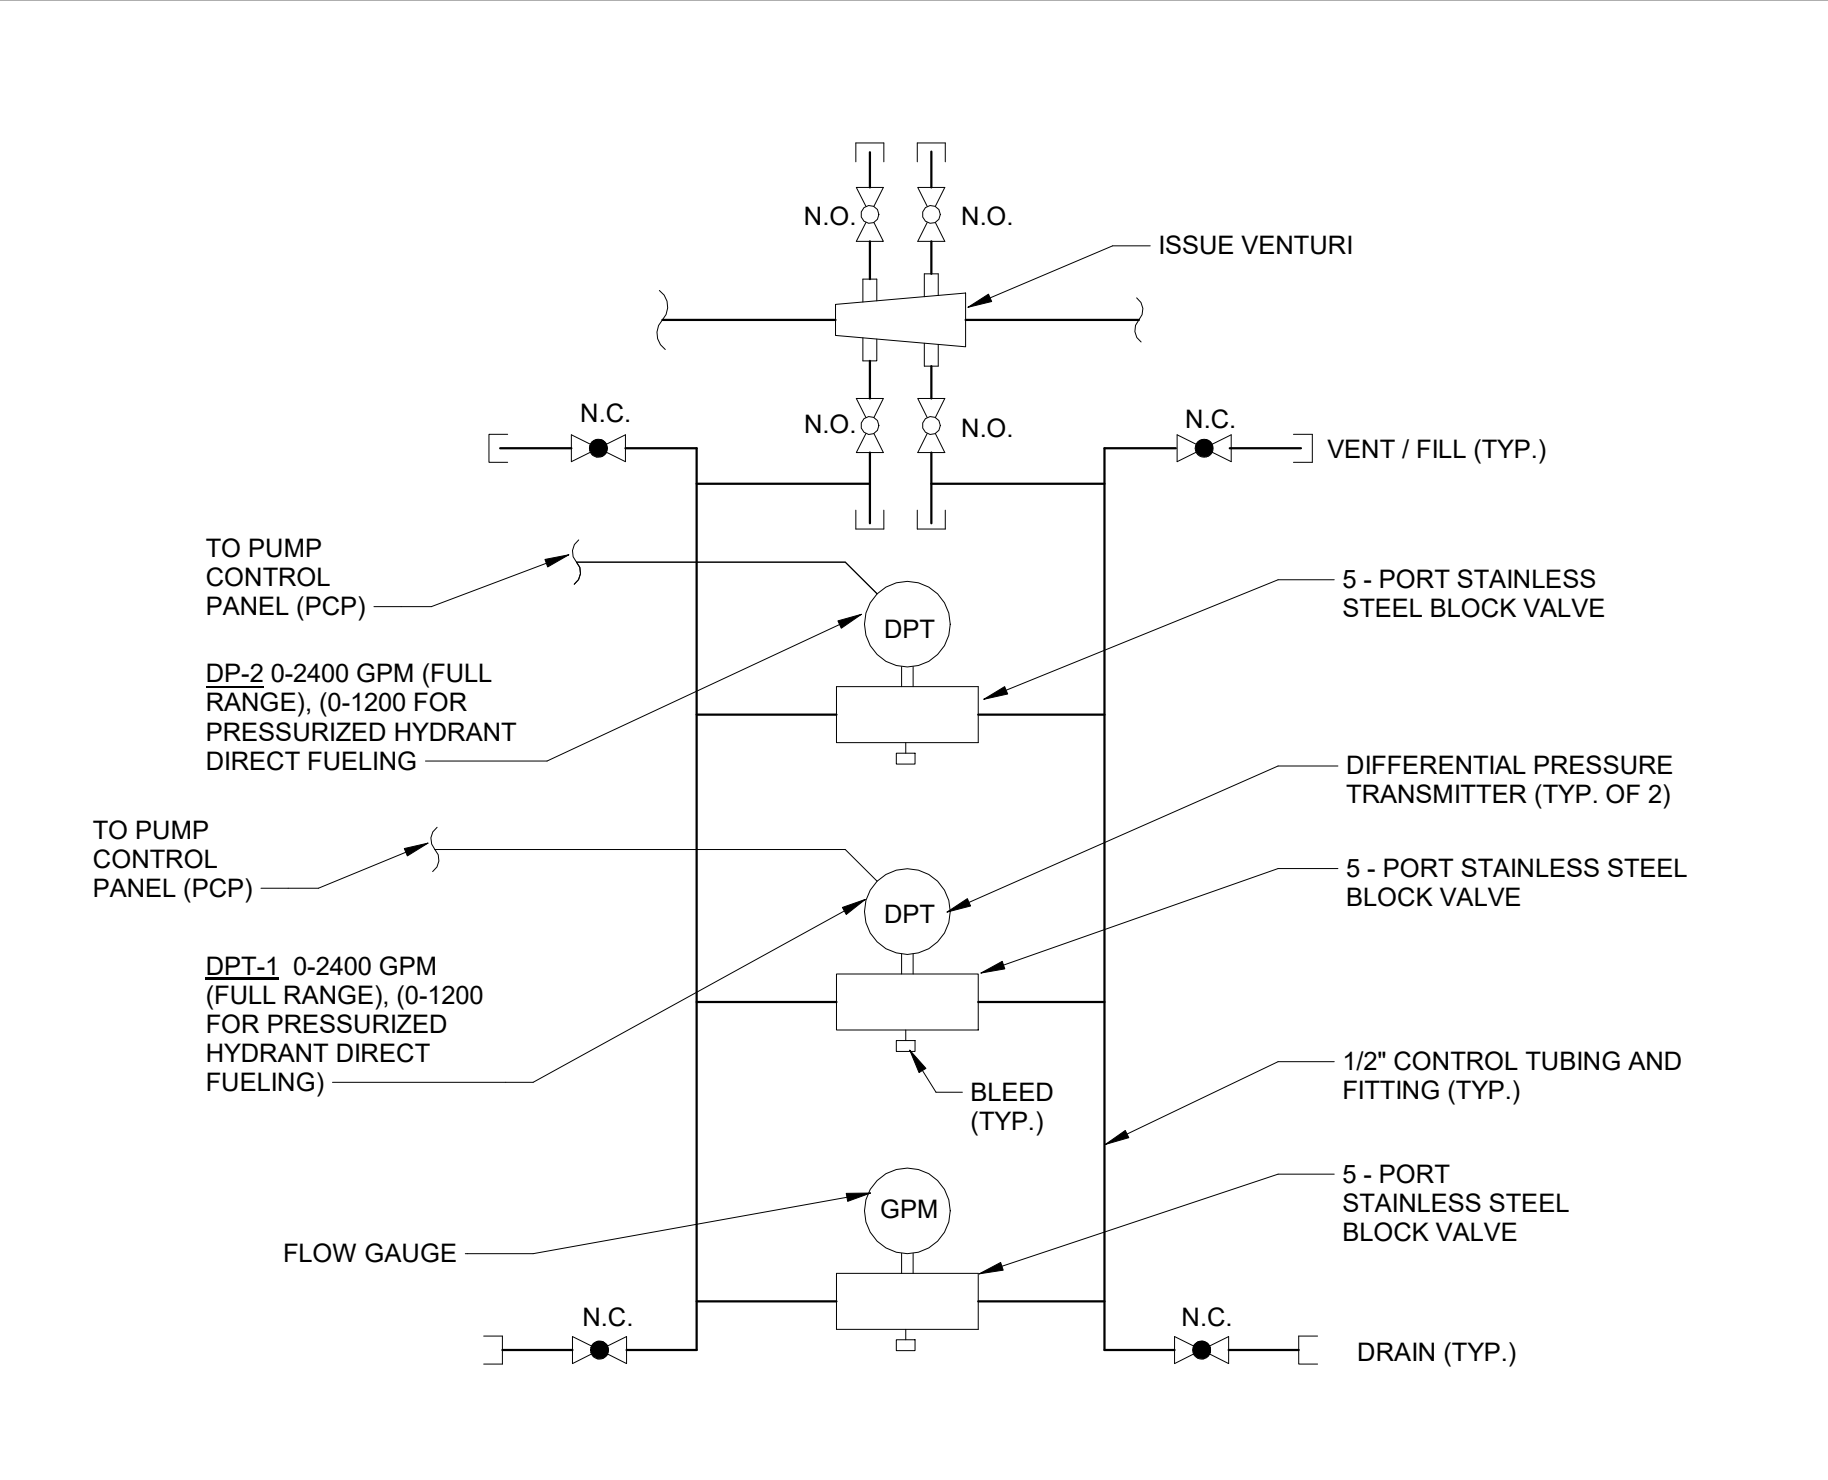 N.O.
N.O.
ISSUE VENTURI
N.C.
N.O.
N.O.
N.C.
VENT / FILL (TYP.)
TO PUMP
CONTROL
PANEL (PCP)
5 - PORT STAINLESS
STEEL BLOCK VALVE
DPT
DP-2 0-2400 GPM (FULL
RANGE), (0-1200 FOR
PRESSURIZED HYDRANT
DIRECT FUELING
DIFFERENTIAL PRESSURE
TRANSMITTER (TYP. OF 2)
TO PUMP
CONTROL
PANEL (PCP)
5 - PORT STAINLESS STEEL
BLOCK VALVE
DPT
DPT-1 0-2400 GPM
(FULL RANGE), (0-1200
FOR PRESSURIZED
HYDRANT DIRECT
FUELING)
BLEED
(TYP.)
1/2" CONTROL TUBING AND
FITTING (TYP.)
5 - PORT
STAINLESS STEEL
BLOCK VALVE
GPM
FLOW GAUGE
N.C.
N.C.
DRAIN (TYP.)